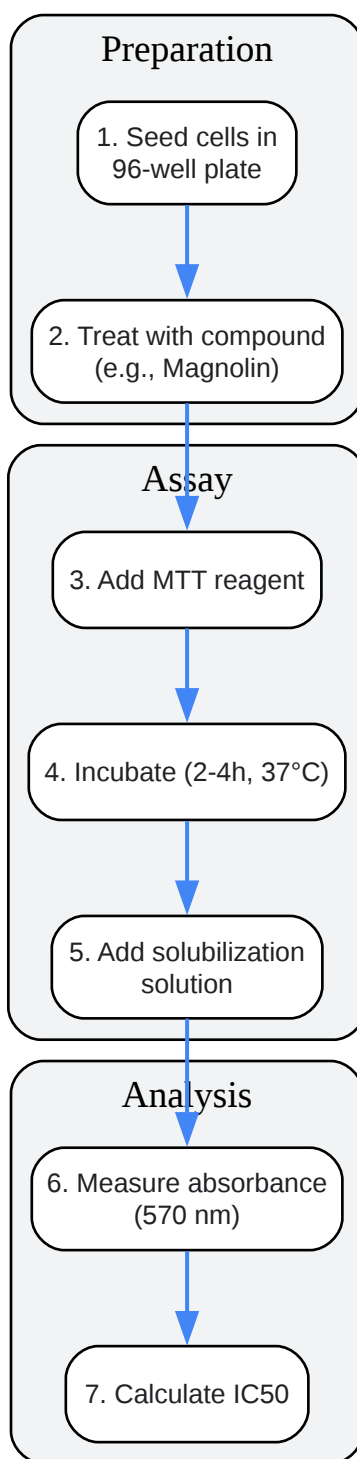 Preparation
1. Seed cells in
96-well plate
2. Treat with compound
(e.g., Magnolin)
Assay
3. Add MTT reagent
4. Incubate (2-4h, 37°C)
5. Add solubilization
solution
Analysis
6. Measure absorbance
(570 nm)
7. Calculate IC50